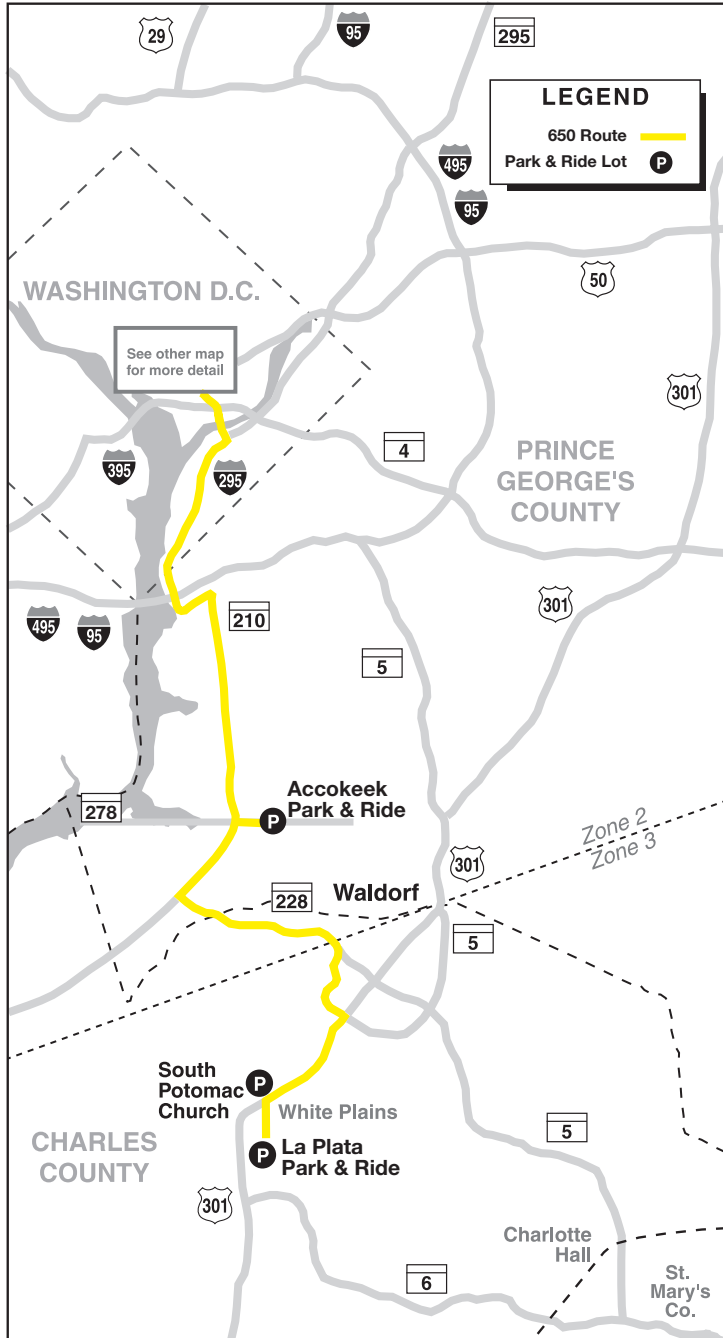 29
95
295
LEGEND
650 Route
Park & Ride Lot
P
495
95
50
WASHINGTON D.C.
See other map
for more detail
301
4
PRINCE
GEORGE'S
COUNTY
395
295
301
495
95
210
5
Accokeek
Park & Ride
P
278
Zone 2
Zone 3
301
Waldorf
228
5
South
Potomac
Church
P
White Plains
CHARLES
COUNTY
P
La Plata
Park & Ride
5
301
Charlotte
Hall
6
St.
Mary's
Co.